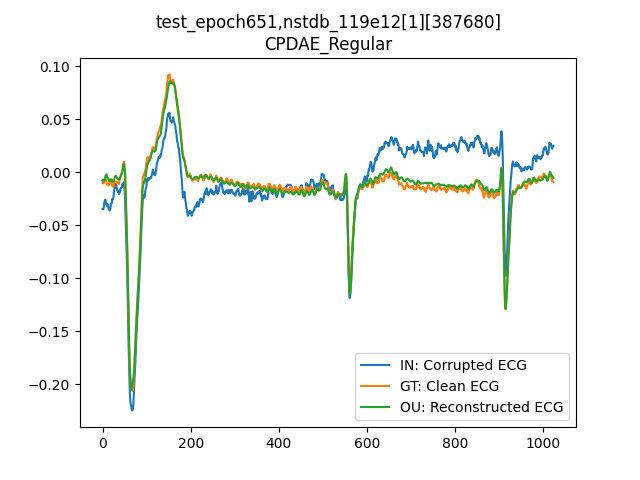 test_epoch651,nstdb_119e12[1][387680]
CPDAE_Regular
0.10
0.05
0.00
−0.05
−0.10
−0.15
−0.20
IN: Corrupted ECG
GT: Clean ECG
OU: Reconstructed ECG
0 200 400 600 800 1000